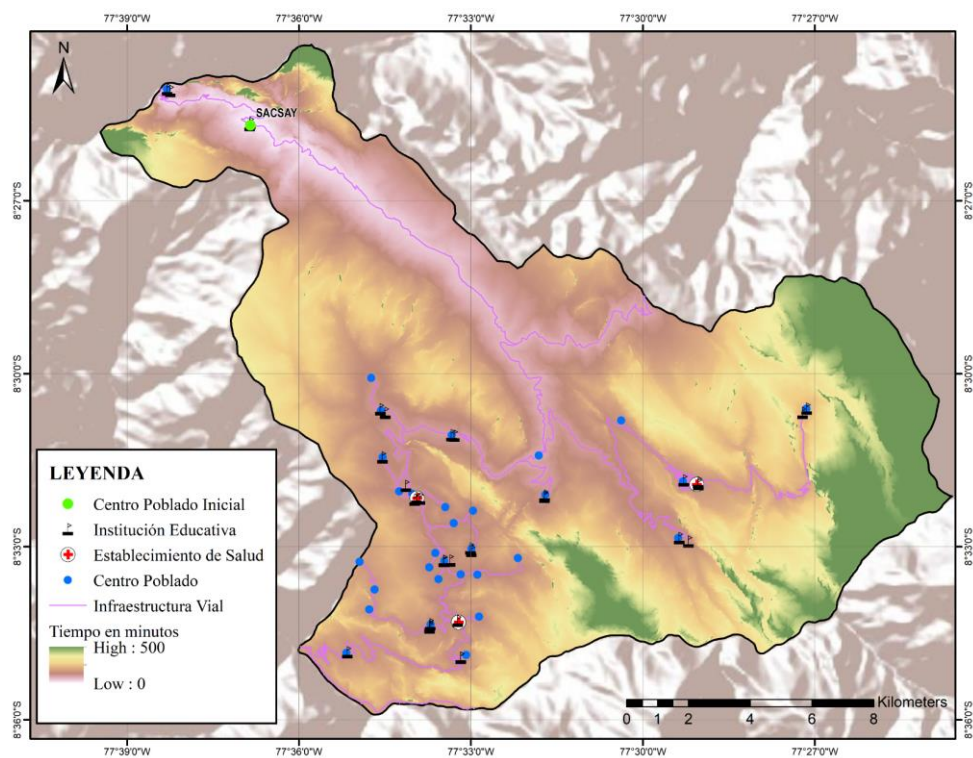 77°39'0"W 77°36'0"W 77°33'0"W 77°30'0"W 77°27'0"W
N
SACSAY
8°27'0"S 8°27'0"S
8°30'0"S 8°30'0"S
8°33'0"S 8°33'0"S
8°36'0"S 8°36'0"S
LEYENDA
Centro Poblado Inicial
Institución Educativa
Establecimiento de Salud
Centro Poblado
Infraestructura Vial
Tiempo en minutos
High : 500
Low : 0
Kilometers
0 1 2 4 6 8
77°39'0"W 77°36'0"W 77°33'0"W 77°30'0"W 77°27'0"W